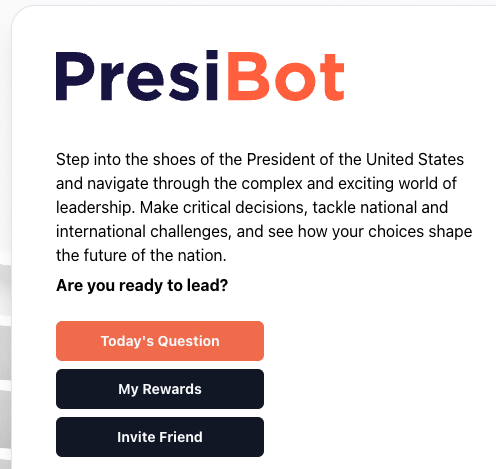 PresiBot
Step into the shoes of the President of the United States
and navigate through the complex and exciting world of
leadership. Make critical decisions, tackle national and
international challenges, and see how your choices shape
the future of the nation.
Are you ready to lead?
Today's Question
My Rewards
Invite Friend